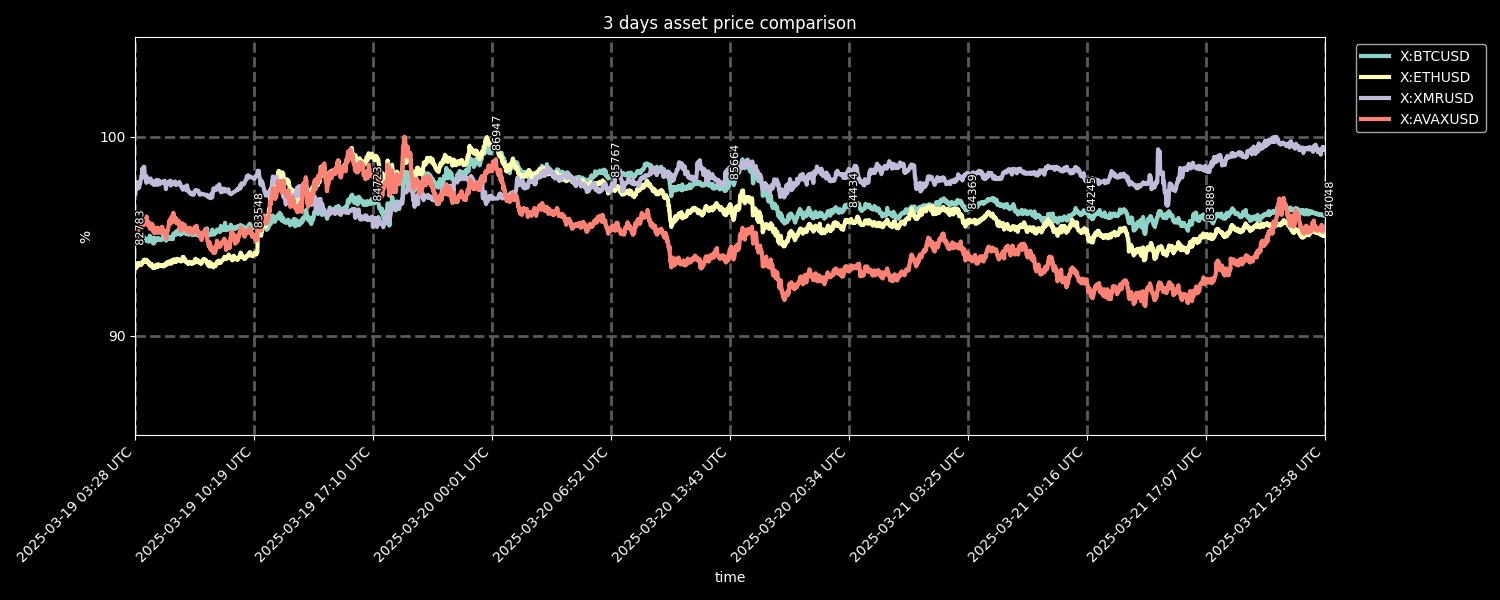 3 days asset price comparison
X:BTCUSD
X:ETHUSD
X:XMRUSD
X:AVAXUSD
100
90
%
82783
83548
84723
86947
85767
85664
84434
84369
84245
83889
84048
2025-03-19 03:28 UTC
2025-03-19 10:19 UTC
2025-03-19 17:10 UTC
2025-03-20 00:01 UTC
2025-03-20 06:52 UTC
2025-03-20 13:43 UTC
2025-03-20 20:34 UTC
2025-03-21 03:25 UTC
2025-03-21 10:16 UTC
2025-03-21 17:07 UTC
2025-03-21 23:58 UTC
time